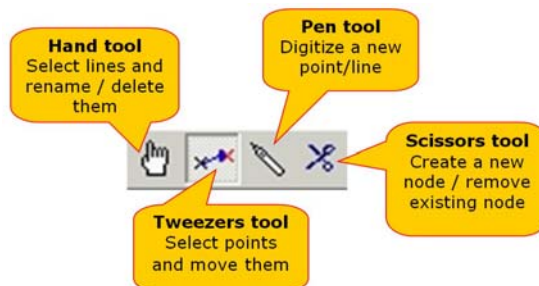 Hand tool
Select lines and
rename / delete
them
Pen tool
Digitize a new
point/line
Scissors tool
Create a new
node / remove
existing node
Tweezers tool
Select points
and move them